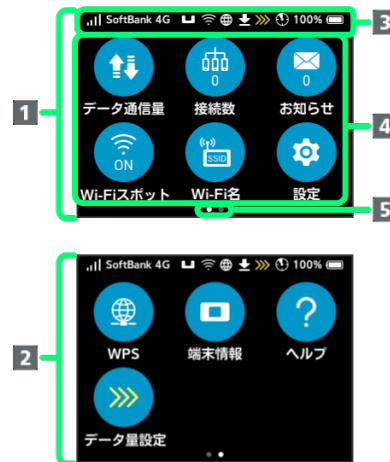 SoftBank 4G 100%
3
0 0
データ通信量 接続数 お知らせ
1
4
ON SSID
Wi-Fiスポット Wi-Fi名 設定
5
SoftBank 4G 100%
?
WPS 端末情報 ヘルプ
2
データ量設定